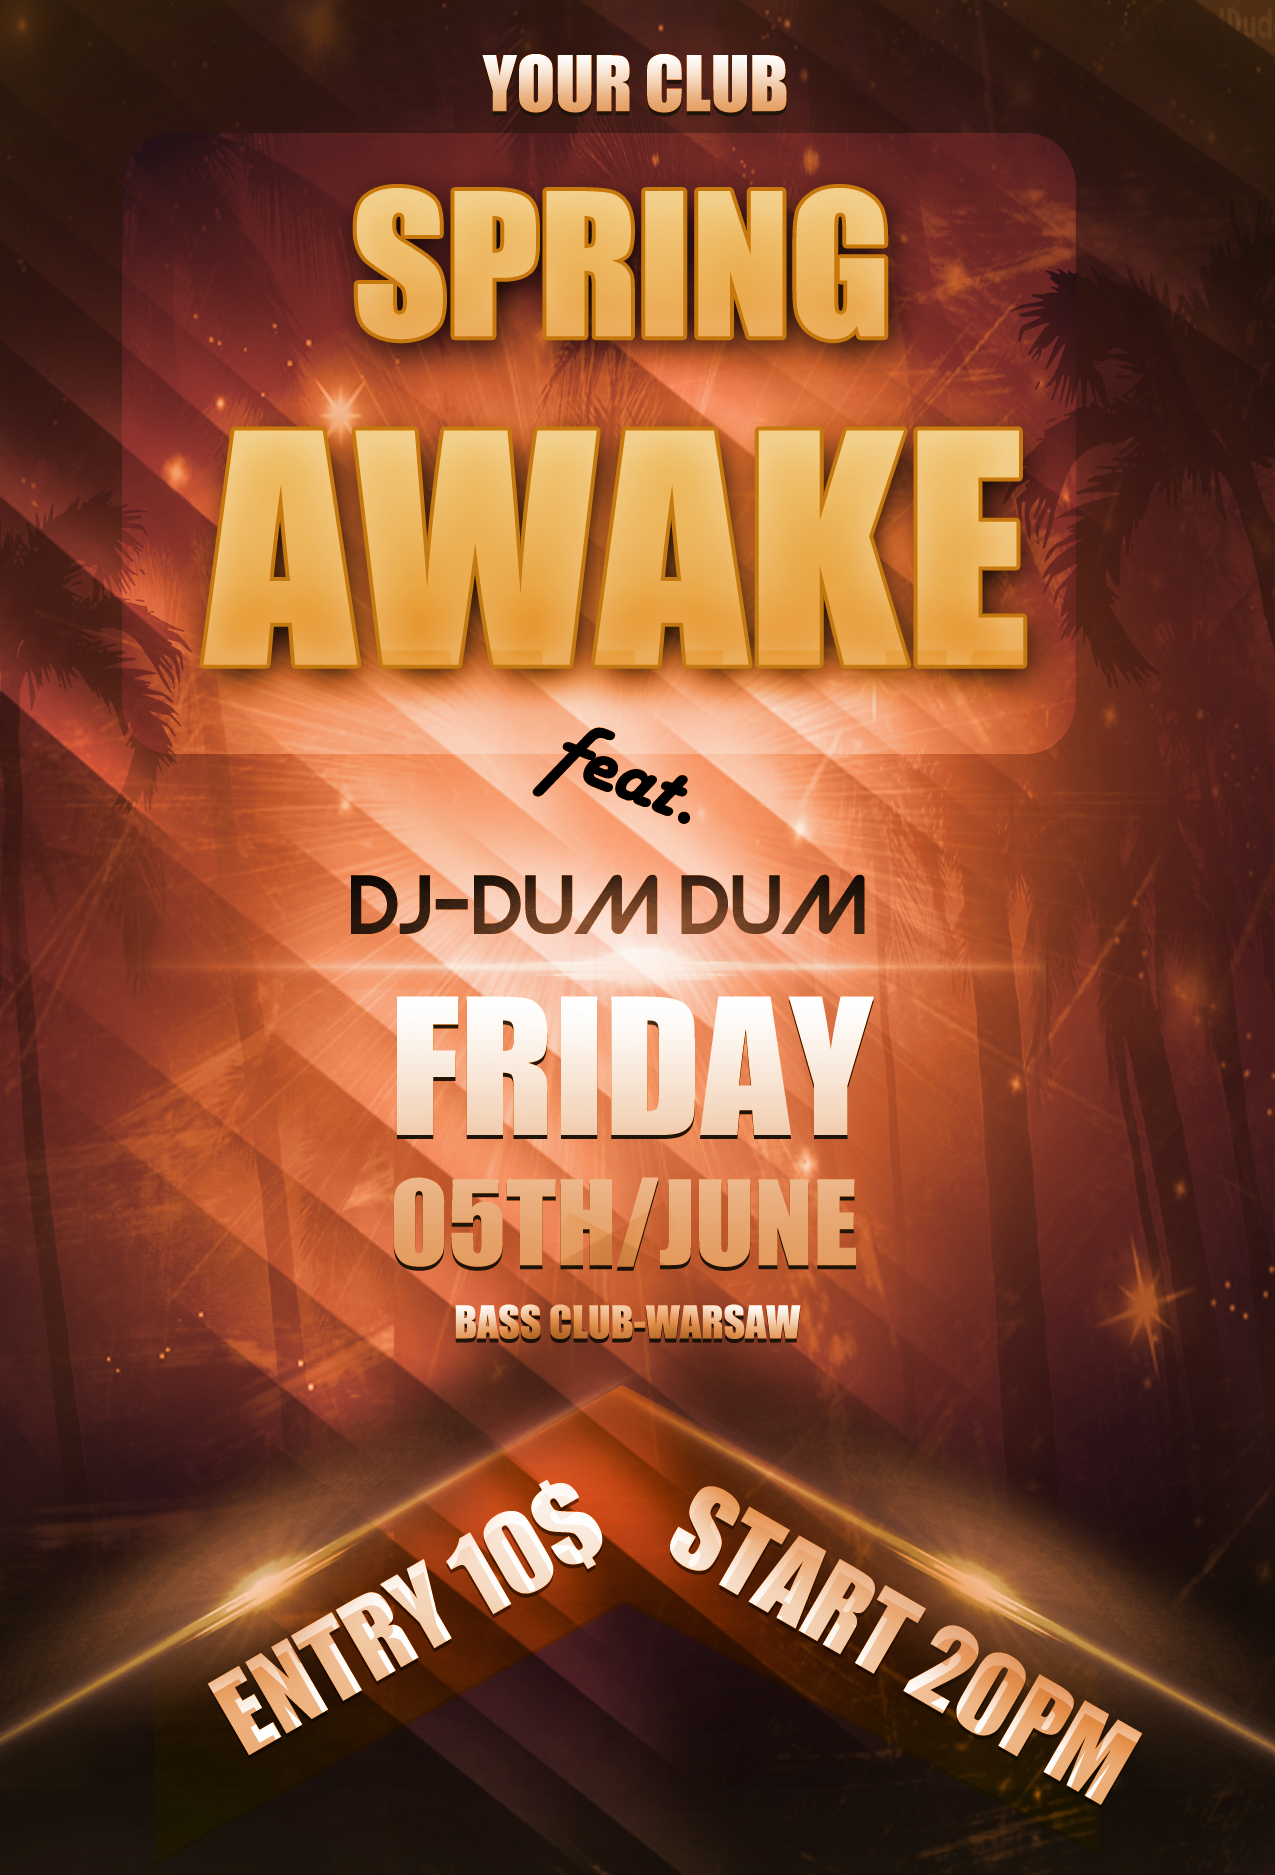 YOUR CLUB
SPRING
AWAKE
feat.
DJ-DUM DUM
FRIDAY
05TH/JUNE
BASS CLUB-WARSAW
ENTRY 10$
START 20PM